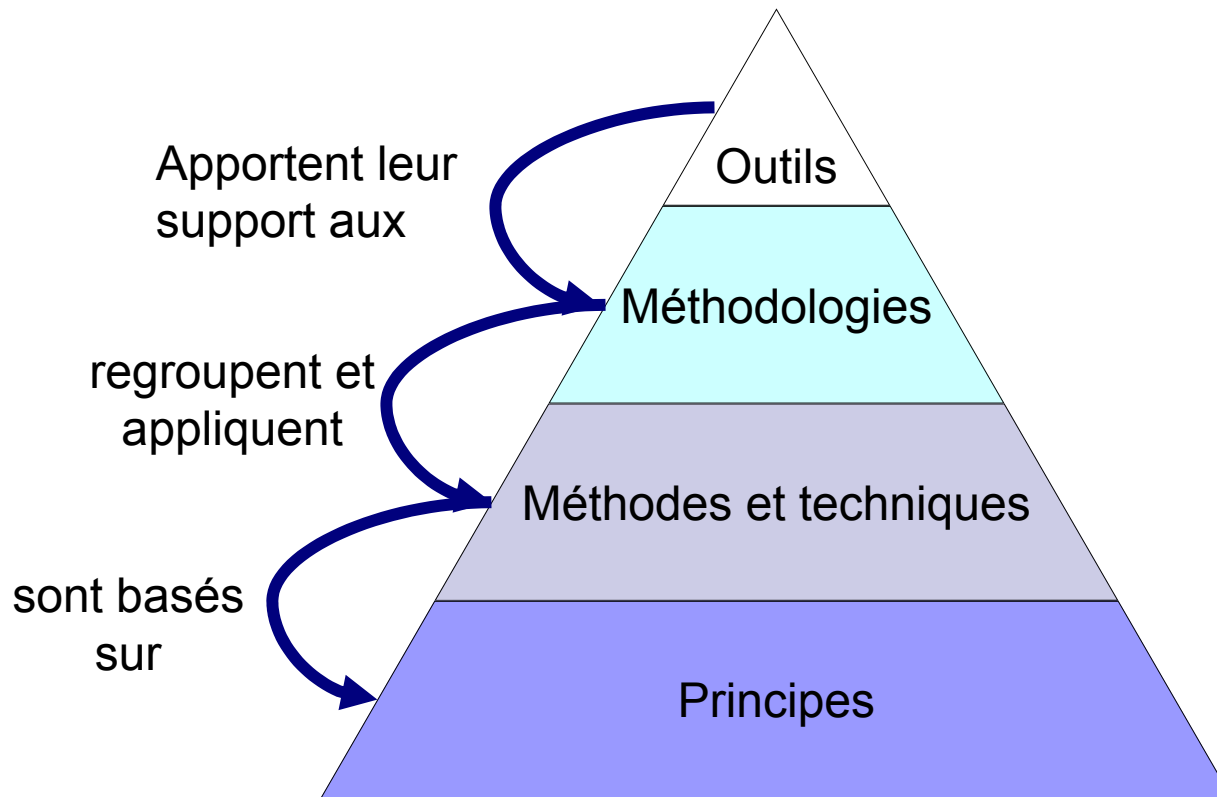 Outils
Apportent leur
support aux
Méthodologies
regroupent et
appliquent
Méthodes et techniques
sont basés
sur
Principes